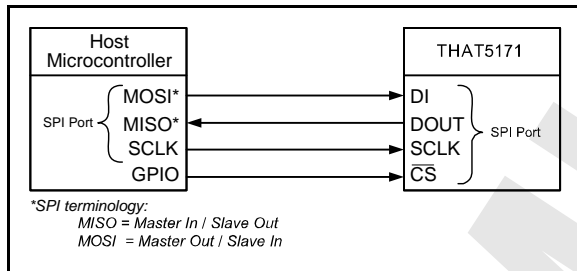 Host
Microcontroller
THAT5171
MOSI*
DI
SPI Port
MISO*
DOUT
SPI Port
SCLK
SCLK
GPIO
CS
*SPI terminology:
MISO = Master In / Slave Out
MOSI = Master Out / Slave In